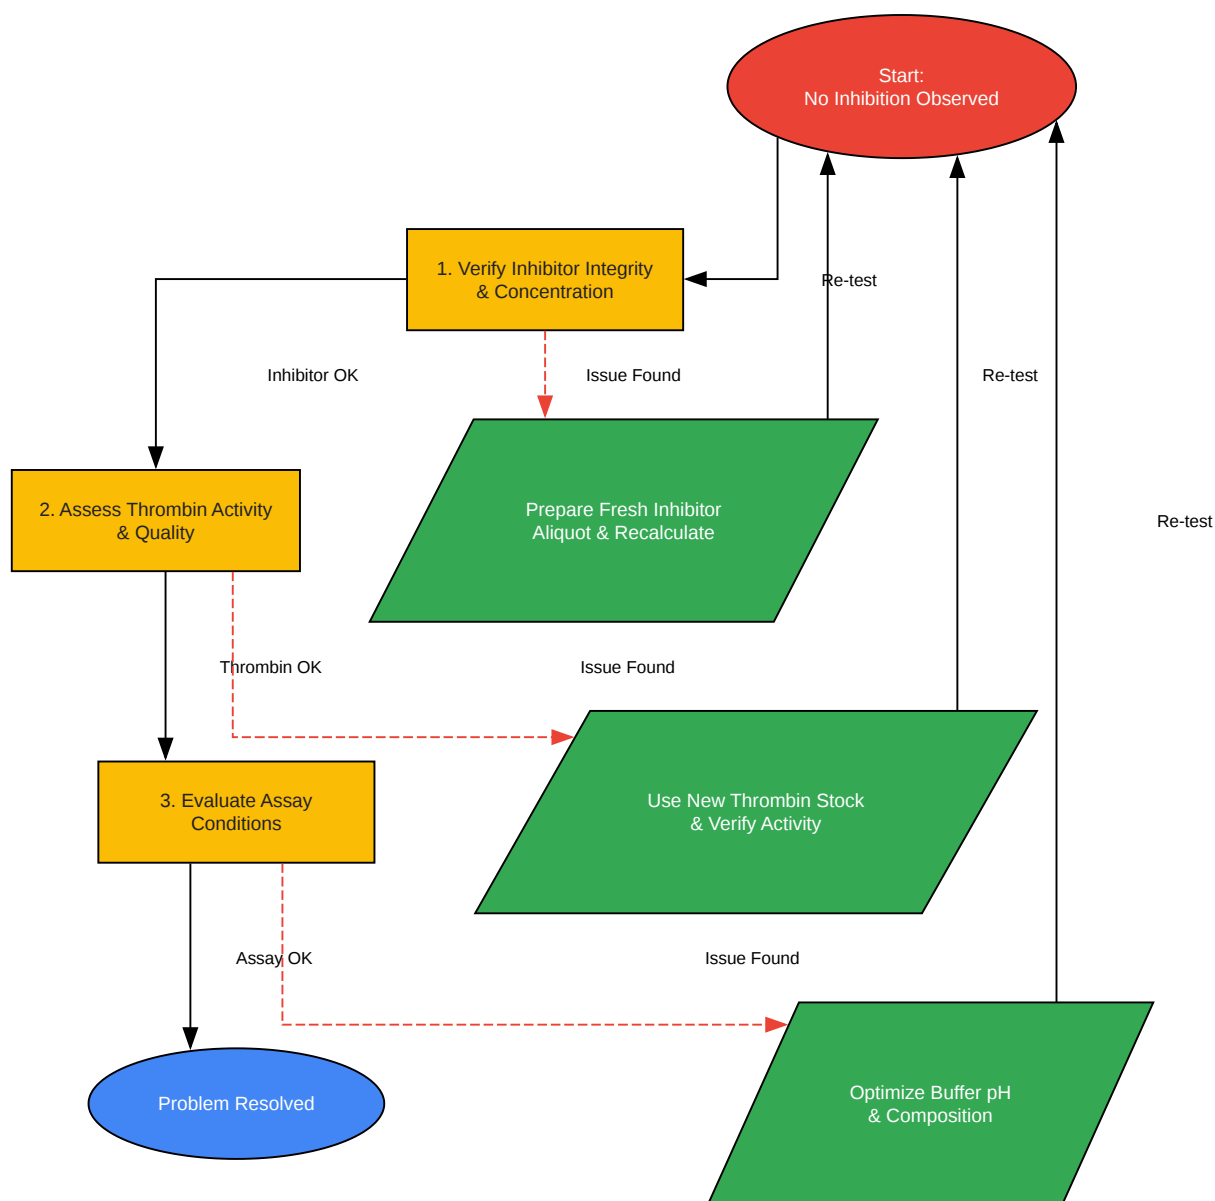 Start:
No Inhibition Observed
1. Verify Inhibitor Integrity
& Concentration
Re-test
Inhibitor OK
Issue Found
Re-test
2. Assess Thrombin Activity
& Quality
Prepare Fresh Inhibitor
Aliquot & Recalculate
Re-test
Thrombin OK
Issue Found
3. Evaluate Assay
Conditions
Use New Thrombin Stock
& Verify Activity
Assay OK
Issue Found
Problem Resolved
Optimize Buffer pH
& Composition